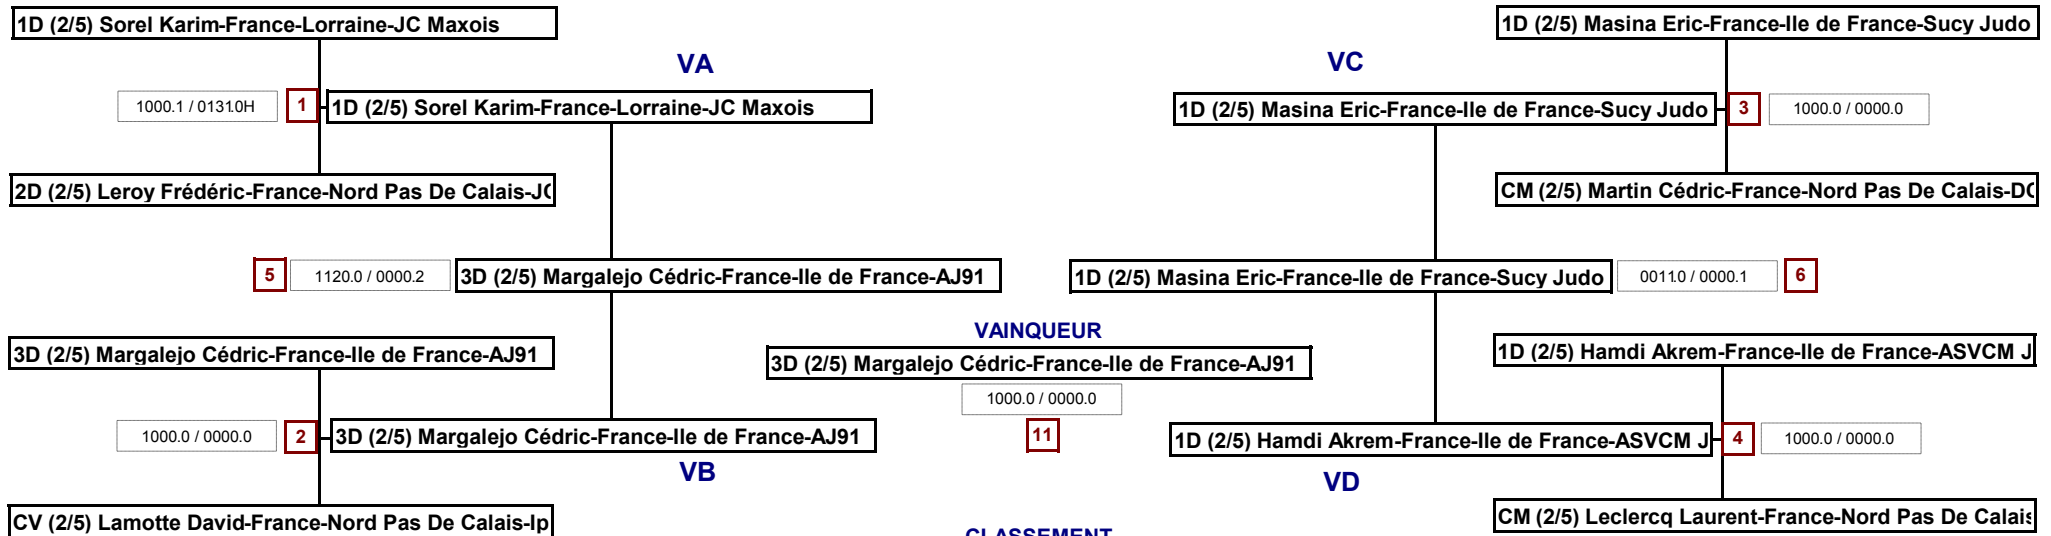 1D (2/5) Sorel Karim-France-Lorraine-JC Maxois
1D (2/5) Masina Eric-France-Ile de France-Sucy Judo
VA
VC
1000.1 / 0131.0H
1
1D (2/5) Sorel Karim-France-Lorraine-JC Maxois
1D (2/5) Masina Eric-France-Ile de France-Sucy Judo
3
1000.0 / 0000.0
2D (2/5) Leroy Frédéric-France-Nord Pas De Calais-JC
CM (2/5) Martin Cédric-France-Nord Pas De Calais-DO
5
1120.0 / 0000.2
3D (2/5) Margalejo Cédric-France-Ile de France-AJ91
1D (2/5) Masina Eric-France-Ile de France-Sucy Judo
0011.0 / 0000.1
6
VAINQUEUR
3D (2/5) Margalejo Cédric-France-Ile de France-AJ91
3D (2/5) Margalejo Cédric-France-Ile de France-AJ91
1D (2/5) Hamdi Akrem-France-Ile de France-ASVCM J
1000.0 / 0000.0
1000.0 / 0000.0
2
3D (2/5) Margalejo Cédric-France-Ile de France-AJ91
11
1D (2/5) Hamdi Akrem-France-Ile de France-ASVCM J
4
1000.0 / 0000.0
VB
VD
CV (2/5) Lamotte David-France-Nord Pas De Calais-Ip
CM (2/5) Leclercq Laurent-France-Nord Pas De Calais
CLASSEMENT